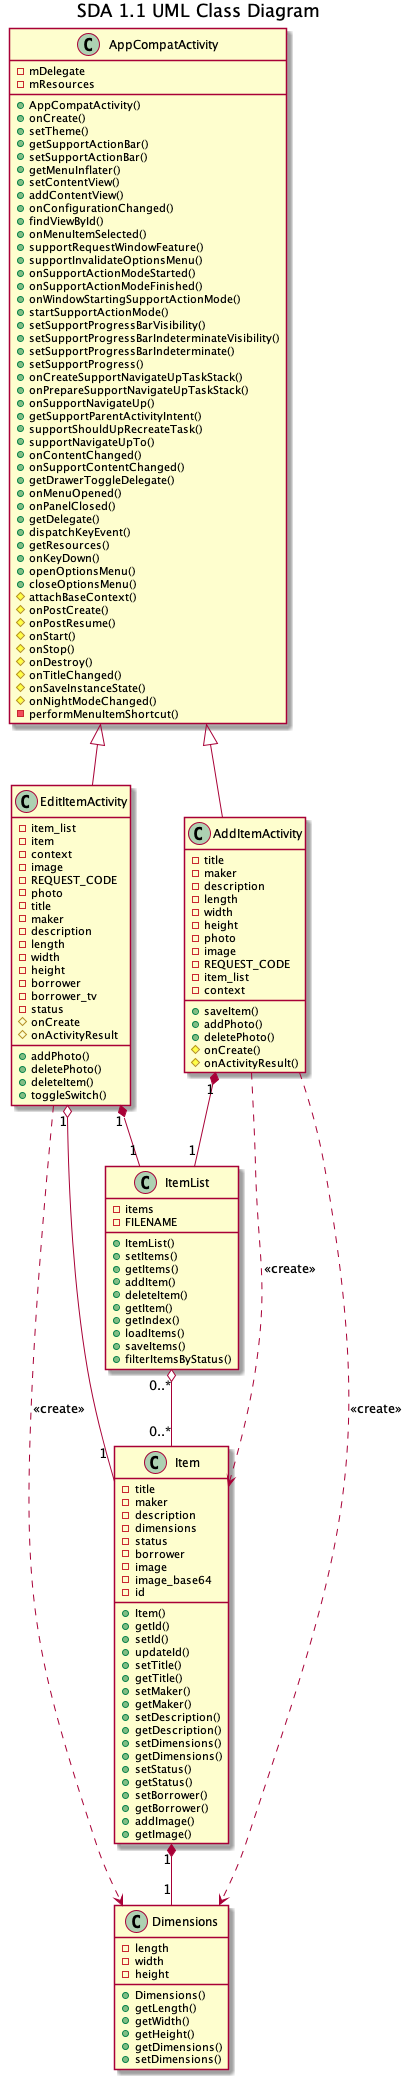 SDA 1.1 UML Class Diagram
C AppCompatActivity
mDelegate
mResources
AppCompatActivity()
onCreate()
setTheme()
getSupportActionBar()
setSupportActionBar()
getMenuInflater()
setContentView()
addContentView()
onConfigurationChanged()
findViewById()
onMenuItemSelected()
supportRequestWindowFeature()
supportInvalidateOptionsMenu()
onSupportActionModeStarted()
onSupportActionModeFinished()
onWindowStartingSupportActionMode()
startSupportActionMode()
setSupportProgressBarVisibility()
setSupportProgressBarIndeterminateVisibility()
setSupportProgressBarIndeterminate()
setSupportProgress()
onCreateSupportNavigateUpTaskStack()
onPrepareSupportNavigateUpTaskStack()
onSupportNavigateUp()
getSupportParentActivityIntent()
supportShouldUpRecreateTask()
supportNavigateUpTo()
onContentChanged()
onSupportContentChanged()
getDrawerToggleDelegate()
onMenuOpened()
onPanelClosed()
getDelegate()
dispatchKeyEvent()
getResources()
onKeyDown()
openOptionsMenu()
closeOptionsMenu()
attachBaseContext()
onPostCreate()
onPostResume()
onStart()
onStop()
onDestroy()
onTitleChanged()
onSaveInstanceState()
onNightModeChanged()
performMenuItemShortcut()
C EditItemActivity
item_list
item
context
image
REQUEST_CODE
photo
title
maker
description
length
width
height
borrower
borrower_tv
status
onCreate
onActivityResult
addPhoto()
deletePhoto()
deleteItem()
toggleSwitch()
C AddItemActivity
title
maker
description
length
width
height
photo
image
REQUEST_CODE
item_list
context
saveItem()
addPhoto()
deletePhoto()
onCreate()
onActivityResult()
1
1
1
1
1
C ItemList
items
FILENAME
ItemList()
setItems()
getItems()
addItem()
deleteItem()
getItem()
getIndex()
loadItems()
saveItems()
filterItemsByStatus()
«create»
0..*
«create»
«create»
0..*
1
C Item
title
maker
description
dimensions
status
borrower
image
image_base64
id
Item()
getId()
setId()
updateId()
setTitle()
getTitle()
setMaker()
getMaker()
setDescription()
getDescription()
setDimensions()
getDimensions()
setStatus()
getStatus()
setBorrower()
getBorrower()
addImage()
getImage()
1
1
C Dimensions
length
width
height
Dimensions()
getLength()
getWidth()
getHeight()
getDimensions()
setDimensions()